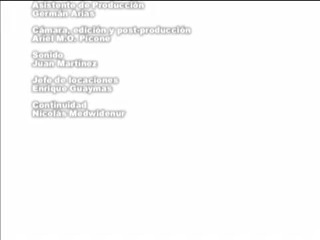 Asistente de Producción
Germán Arias
Cámara, edición y post-producción
Ariel M.O. Picone
Sonido
Juan Martínez
Jefe de locaciones
Enrique Guaymas
Continuidad
Nicolás Medwidenur